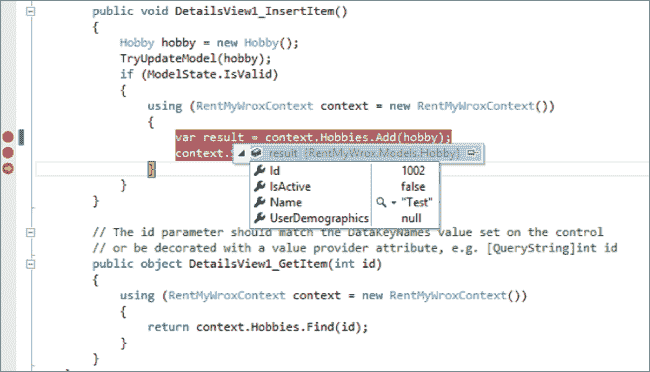 public void DetailsView1_InsertItem()
{
Hobby hobby = new Hobby();
TryUpdateModel(hobby);
if (ModelState.IsValid)
{
using (RentMyWroxContext context = new RentMyWroxContext())
{
var result = context.Hobbies.Add(hobby);
context.
result {RentMyWrox.Models.Hobby}
Id 1002
IsActive false
Name "Test"
UserDemographics null
}
}
}
// The id parameter should match the DataKeyNames value set on the control
// or be decorated with a value provider attribute, e.g. [QueryString]int id
public object DetailsView1_GetItem(int id)
{
using (RentMyWroxContext context = new RentMyWroxContext())
{
return context.Hobbies.Find(id);
}
}